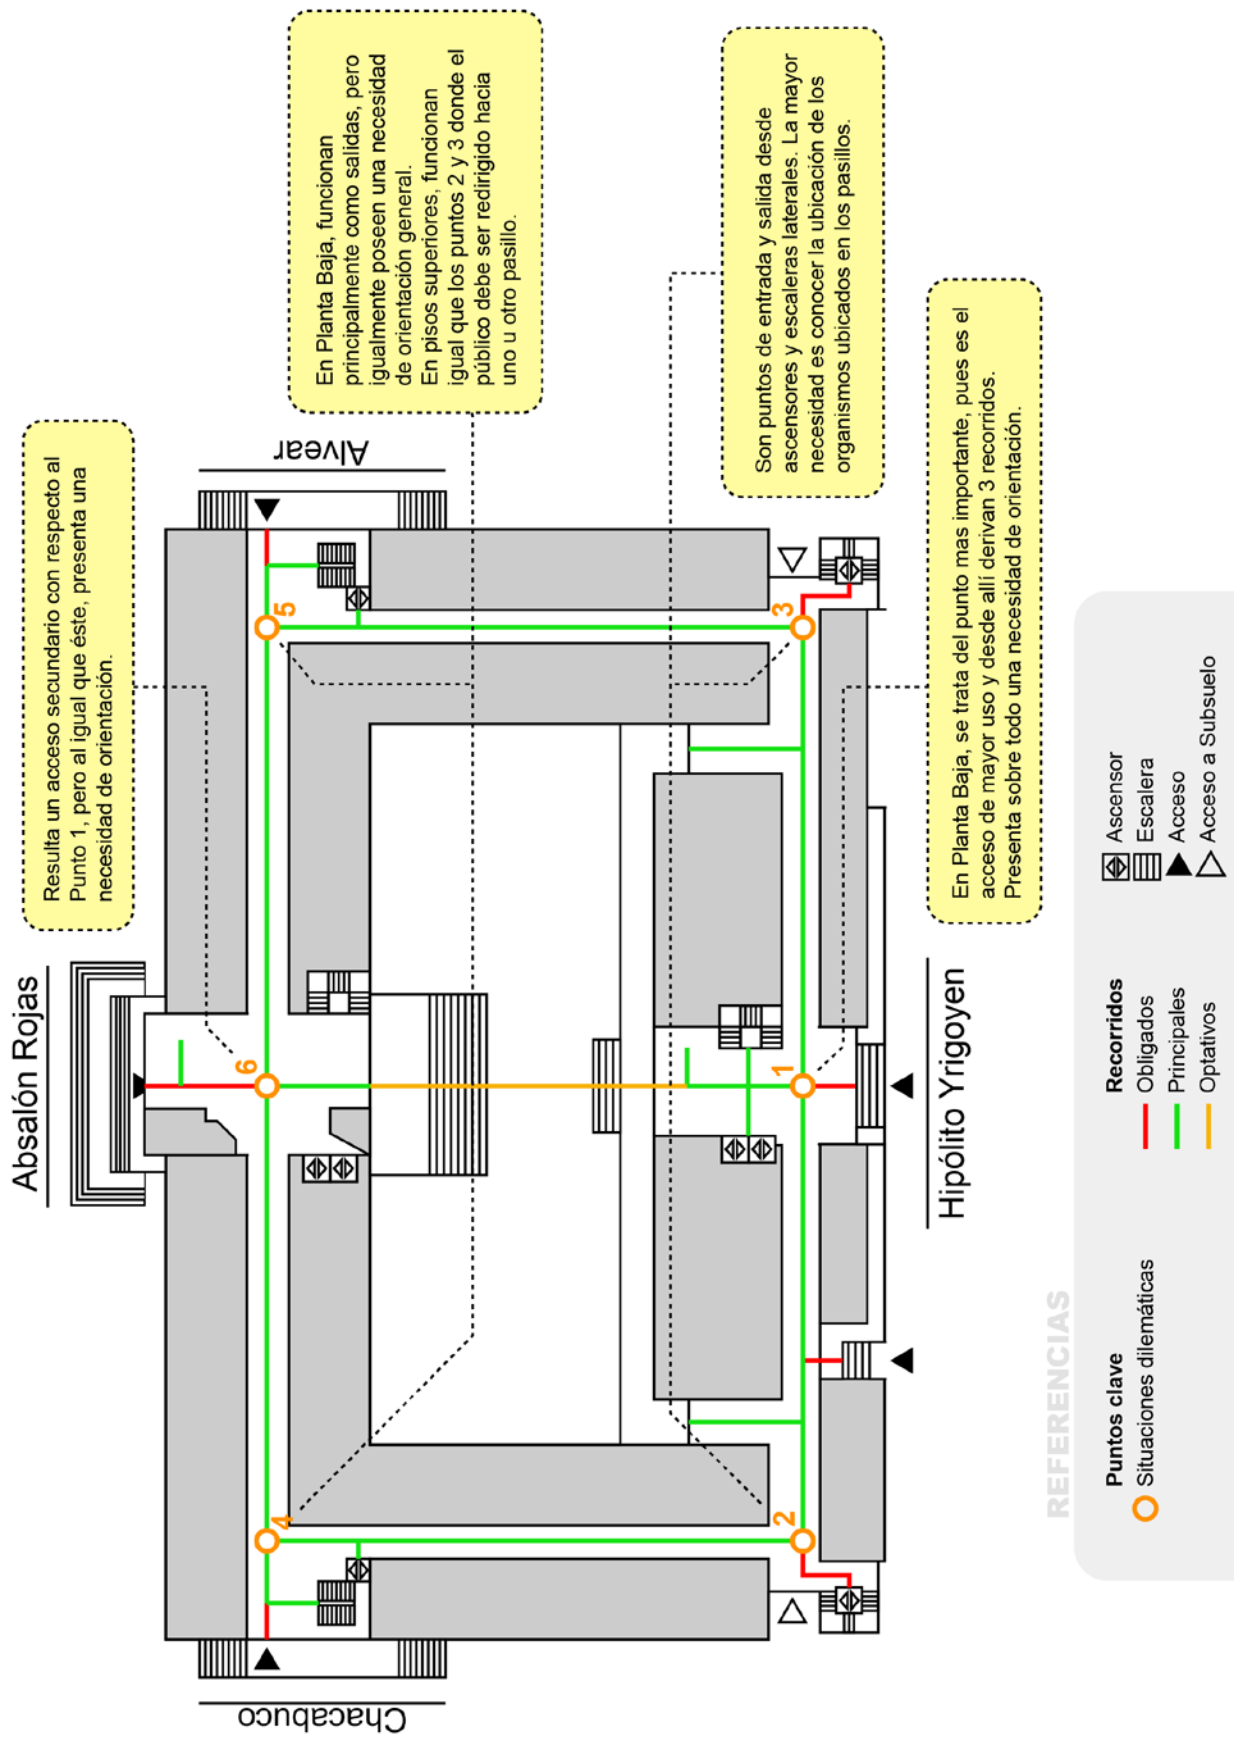 Absalón Rojas
Resulta un acceso secundario con respecto al
Punto 1, pero al igual que éste, presenta una
necesidad de orientación.
Chacabuco
Alvear
En Planta Baja, funcionan
principalmente como salidas, pero
igualmente poseen una necesidad
de orientación general.
En pisos superiores, funcionan
igual que los puntos 2 y 3 donde el
público debe ser redirigido hacia
uno u otro pasillo.
4
6
5
2
1
3
Son puntos de entrada y salida desde
ascensores y escaleras laterales. La mayor
necesidad es conocer la ubicación de los
organismos ubicados en los pasillos.
Hipólito Yrigoyen
En Planta Baja, se trata del punto mas importante, pues es el
acceso de mayor uso y desde allí derivan 3 recorridos.
Presenta sobre todo una necesidad de orientación.
REFERENCIAS
Puntos clave
Situaciones dilemáticas
Recorridos
Obligados
Principales
Optativos
Ascensor
Escalera
Acceso
Acceso a Subsuelo